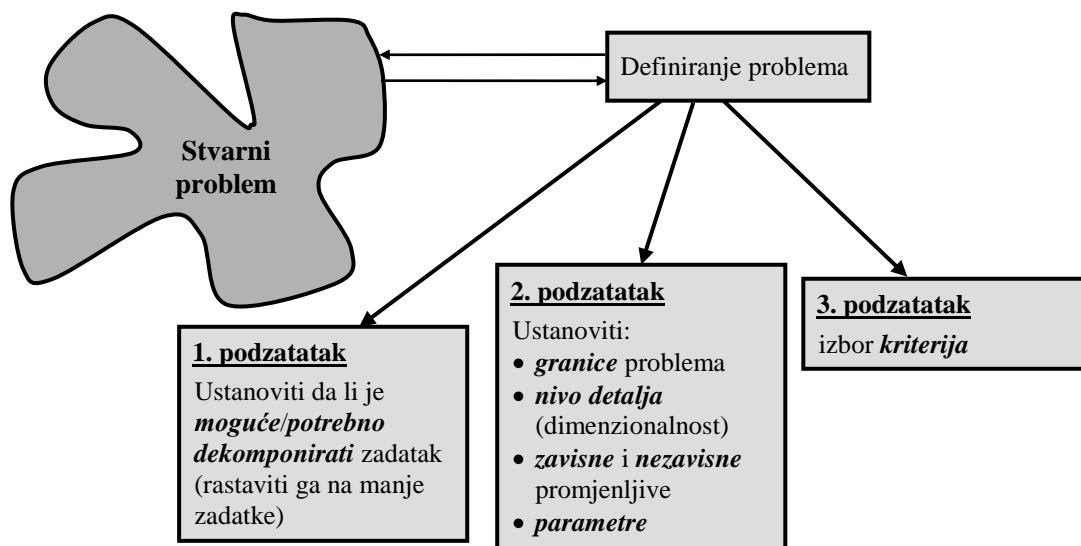 Stvarni
problem
Definiranje problema
1. podzatatak
Ustanoviti da li je
moguće/potrebno
dekomponirati zadatak
(rastaviti ga na manje
zadatke)
2. podzatatak
Ustanoviti:
• granice problema
• nivo detalja
(dimenzionalnost)
• zavisne i nezavisne
promjenljive
• parametre
3. podzatatak
izbor kriterija